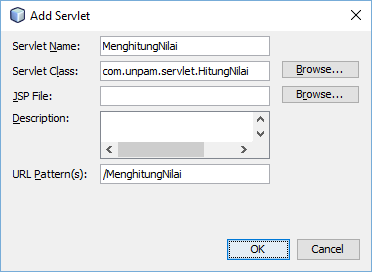 Add Servlet
Servlet Name: MenghitungNilai
Servlet Class: com.unpam.servlet.HitungNilai Browse...
JSP File: Browse...
Description:
URL Pattern(s): /MenghitungNilai
OK Cancel